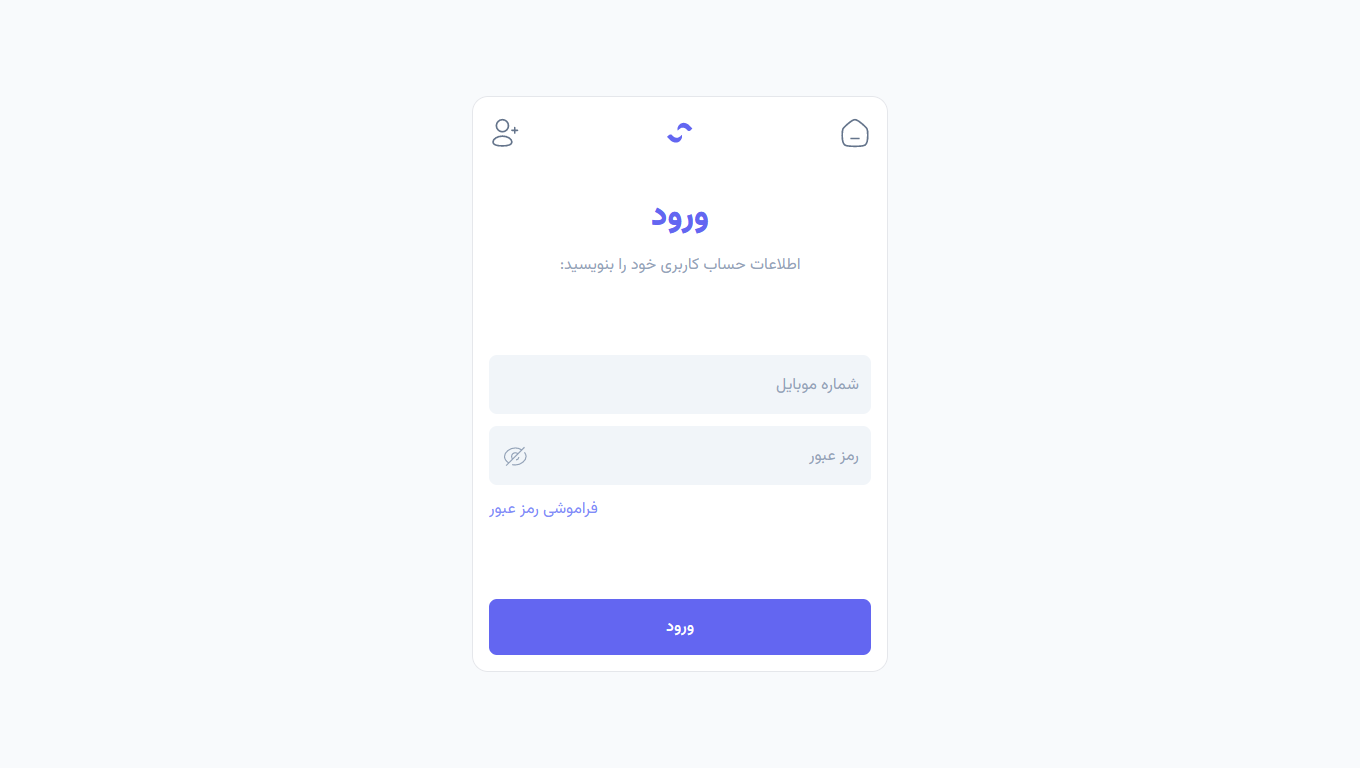 ورود
اطلاعات حساب کاربری خود را بنویسید:
شماره موبایل
رمز عبور
فراموشی رمز عبور
ورود